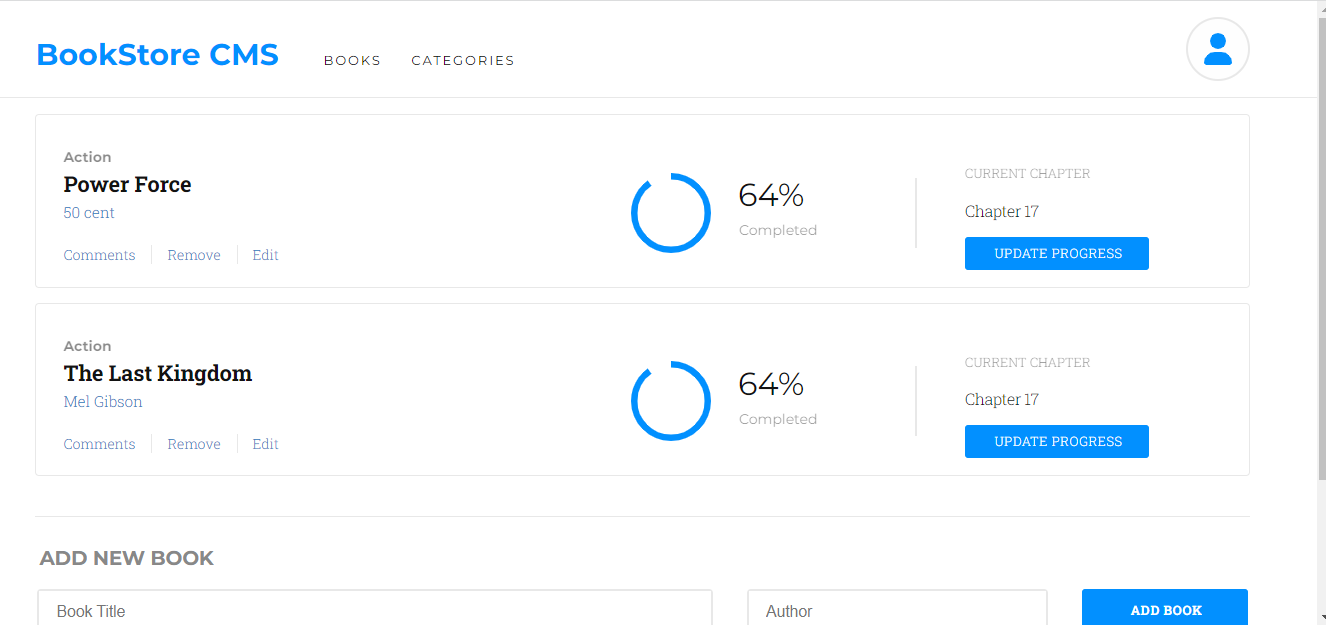 BookStore CMS
BOOKS
CATEGORIES
Action
Power Force
50 cent
Comments
Remove
Edit
64%
Completed
CURRENT CHAPTER
Chapter 17
UPDATE PROGRESS
Action
The Last Kingdom
Mel Gibson
Comments
Remove
Edit
64%
Completed
CURRENT CHAPTER
Chapter 17
UPDATE PROGRESS
ADD NEW BOOK
Book Title
Author
ADD BOOK